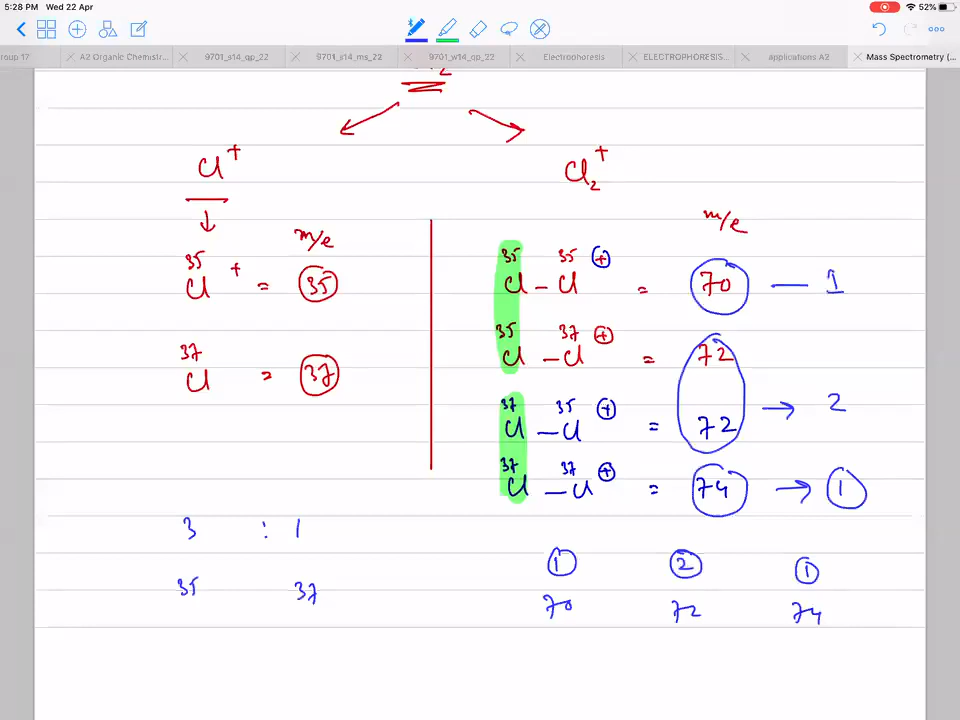 5:28 PM Wed 22 Apr
52%
roup 17
A2 Organic Chemistr...
9701_s14_qp_22
9701_s14_ms_22
9701_w14_qp_22
Electrophoresis
ELECTROPHORESIS...
applications A2
Mass Spectrometry (...
Cl+
Cl2+
m/e
35Cl+ = 35
37Cl = 37
m/e
35Cl - 35Cl + = 70 — 1
35Cl - 37Cl + = 72
37Cl - 35Cl + = 72 → 2
37Cl - 37Cl + = 74 → 1
3 : 1
35 37
1 2 1
70 72 74